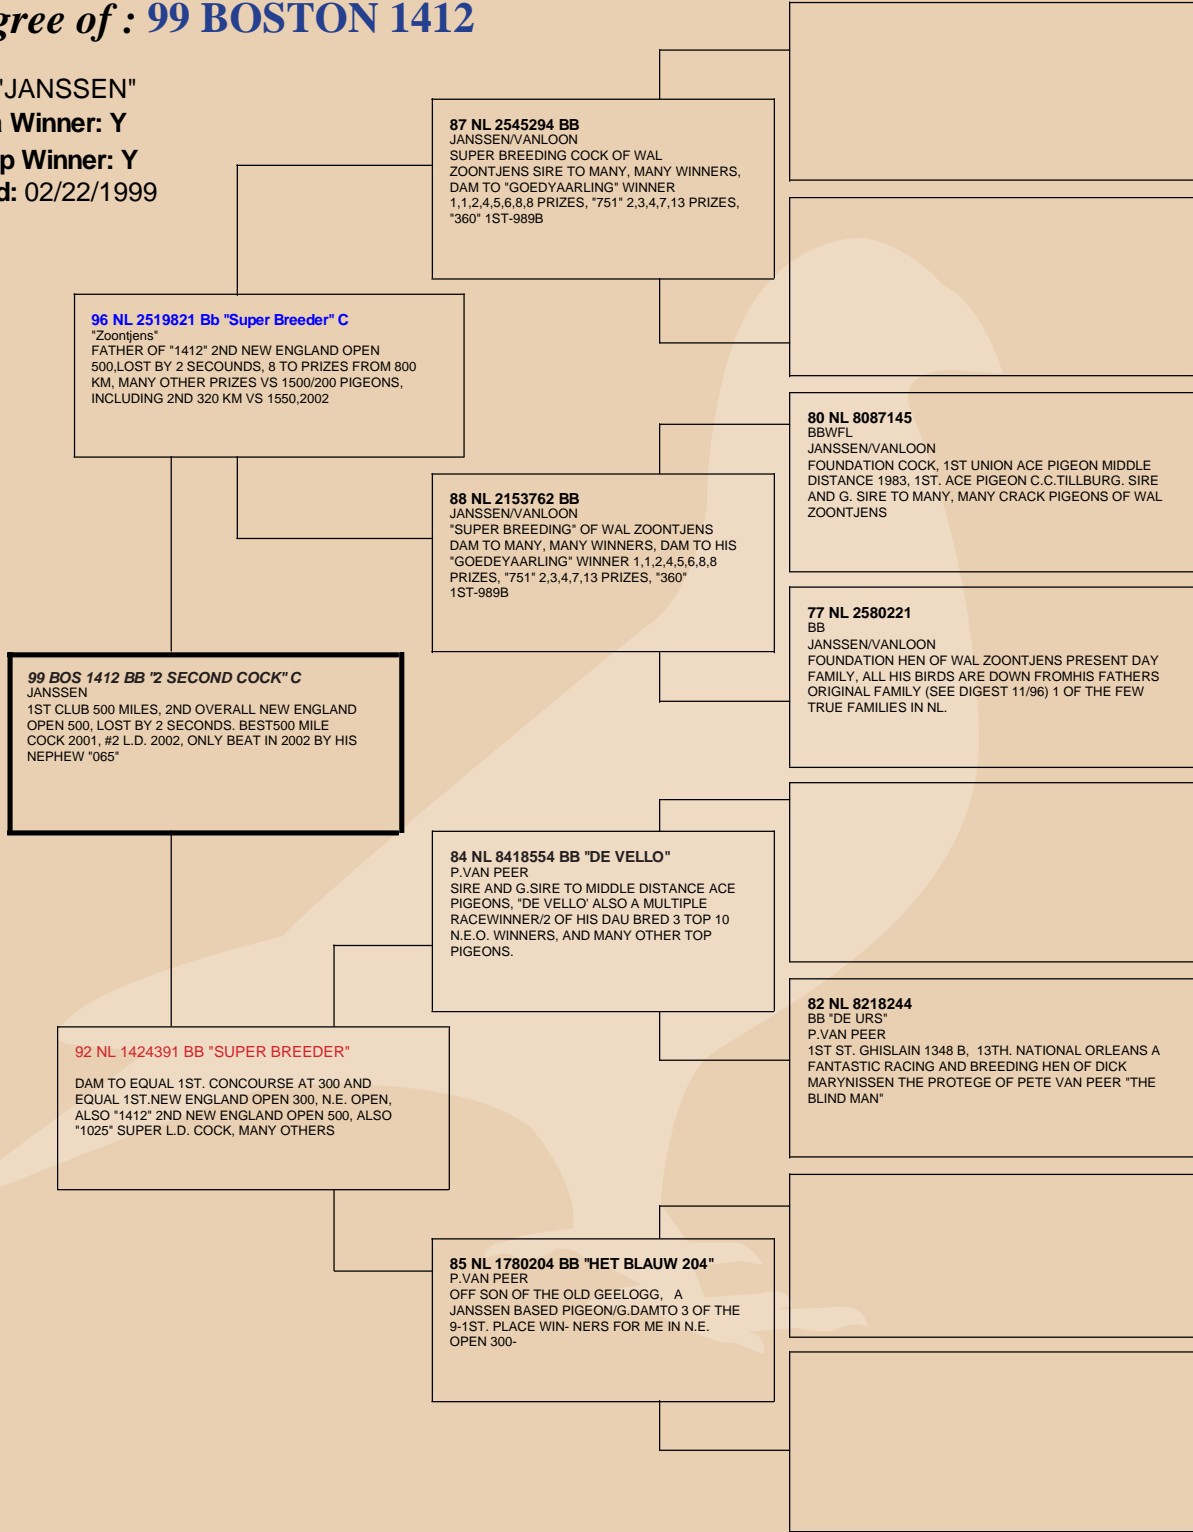 gree of : 99 BOSTON 1412
"JANSSEN"
Winner: Y
p Winner: Y
d: 02/22/1999
87 NL 2545294 BB
JANSSEN/VANLOON
SUPER BREEDING COCK OF WAL
ZOONTJENS SIRE TO MANY, MANY WINNERS,
DAM TO "GOEDYAARLING" WINNER
1,1,2,4,5,6,8,8 PRIZES, "751" 2,3,4,7,13 PRIZES,
"360" 1ST-989B
96 NL 2519821 Bb "Super Breeder" C
"Zoontjens"
FATHER OF "1412" 2ND NEW ENGLAND OPEN
500,LOST BY 2 SECOUNDS, 8 TO PRIZES FROM 800
KM, MANY OTHER PRIZES VS 1500/200 PIGEONS,
INCLUDING 2ND 320 KM VS 1550,2002
80 NL 8087145
BBWFL
JANSSEN/VANLOON
FOUNDATION COCK, 1ST UNION ACE PIGEON MIDDLE
DISTANCE 1983, 1ST. ACE PIGEON C.C.TILLBURG. SIRE
AND G. SIRE TO MANY, MANY CRACK PIGEONS OF WAL
ZOONTJENS
88 NL 2153762 BB
JANSSEN/VANLOON
"SUPER BREEDING" OF WAL ZOONTJENS
DAM TO MANY, MANY WINNERS, DAM TO HIS
"GOEDEYAARLING" WINNER 1,1,2,4,5,6,8,8
PRIZES, "751" 2,3,4,7,13 PRIZES, "360"
1ST-989B
77 NL 2580221
BB
JANSSEN/VANLOON
FOUNDATION HEN OF WAL ZOONTJENS PRESENT DAY
FAMILY, ALL HIS BIRDS ARE DOWN FROMHIS FATHERS
ORIGINAL FAMILY (SEE DIGEST 11/96) 1 OF THE FEW
TRUE FAMILIES IN NL.
99 BOS 1412 BB "2 SECOND COCK" C
JANSSEN
1ST CLUB 500 MILES, 2ND OVERALL NEW ENGLAND
OPEN 500, LOST BY 2 SECONDS. BEST500 MILE
COCK 2001, #2 L.D. 2002, ONLY BEAT IN 2002 BY HIS
NEPHEW "065"
84 NL 8418554 BB "DE VELLO"
P.VAN PEER
SIRE AND G.SIRE TO MIDDLE DISTANCE ACE
PIGEONS, "DE VELLO' ALSO A MULTIPLE
RACEWINNER/2 OF HIS DAU BRED 3 TOP 10
N.E.O. WINNERS, AND MANY OTHER TOP
PIGEONS.
82 NL 8218244
BB "DE URS"
P.VAN PEER
1ST ST. GHISLAIN 1348 B, 13TH. NATIONAL ORLEANS A
FANTASTIC RACING AND BREEDING HEN OF DICK
MARYNISSEN THE PROTEGE OF PETE VAN PEER "THE
BLIND MAN"
92 NL 1424391 BB "SUPER BREEDER"
DAM TO EQUAL 1ST. CONCOURSE AT 300 AND
EQUAL 1ST.NEW ENGLAND OPEN 300, N.E. OPEN,
ALSO "1412" 2ND NEW ENGLAND OPEN 500, ALSO
"1025" SUPER L.D. COCK, MANY OTHERS
85 NL 1780204 BB "HET BLAUW 204"
P.VAN PEER
OFF SON OF THE OLD GEELOGG, A
JANSSEN BASED PIGEON/G.DAMTO 3 OF THE
9-1ST. PLACE WIN- NERS FOR ME IN N.E.
OPEN 300-